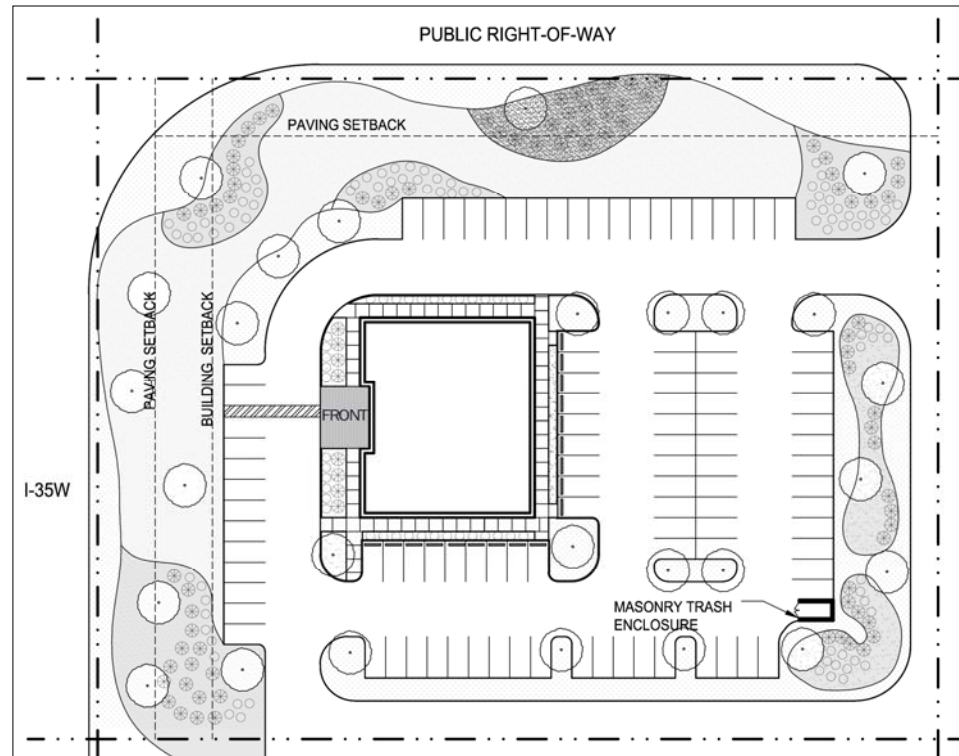 PUBLIC RIGHT-OF-WAY
PAVING SETBACK
PAVING SETBACK
BUILDING SETBACK
FRONT
I-35W
MASONRY TRASH
ENCLOSURE